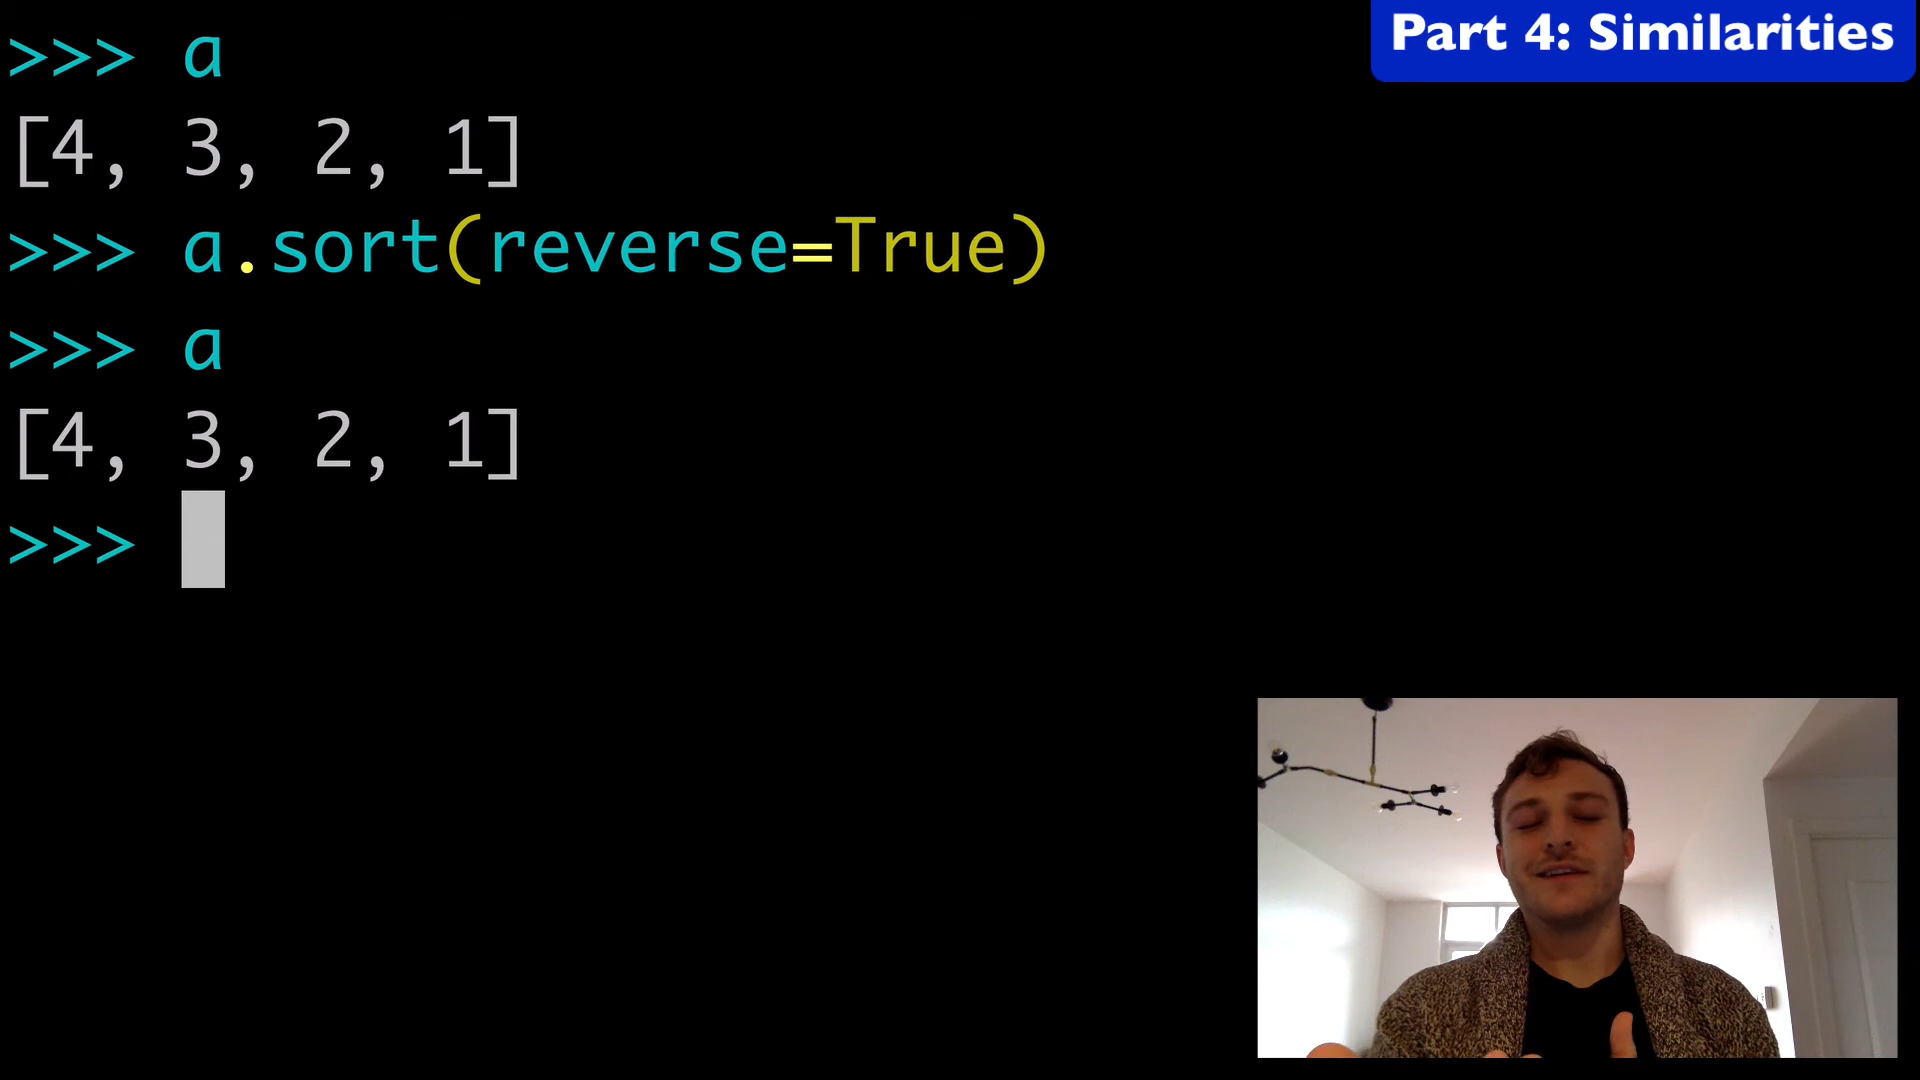 Part 4: Similarities
>>> a
[4, 3, 2, 1]
>>> a.sort(reverse=True)
>>> a
[4, 3, 2, 1]
>>>